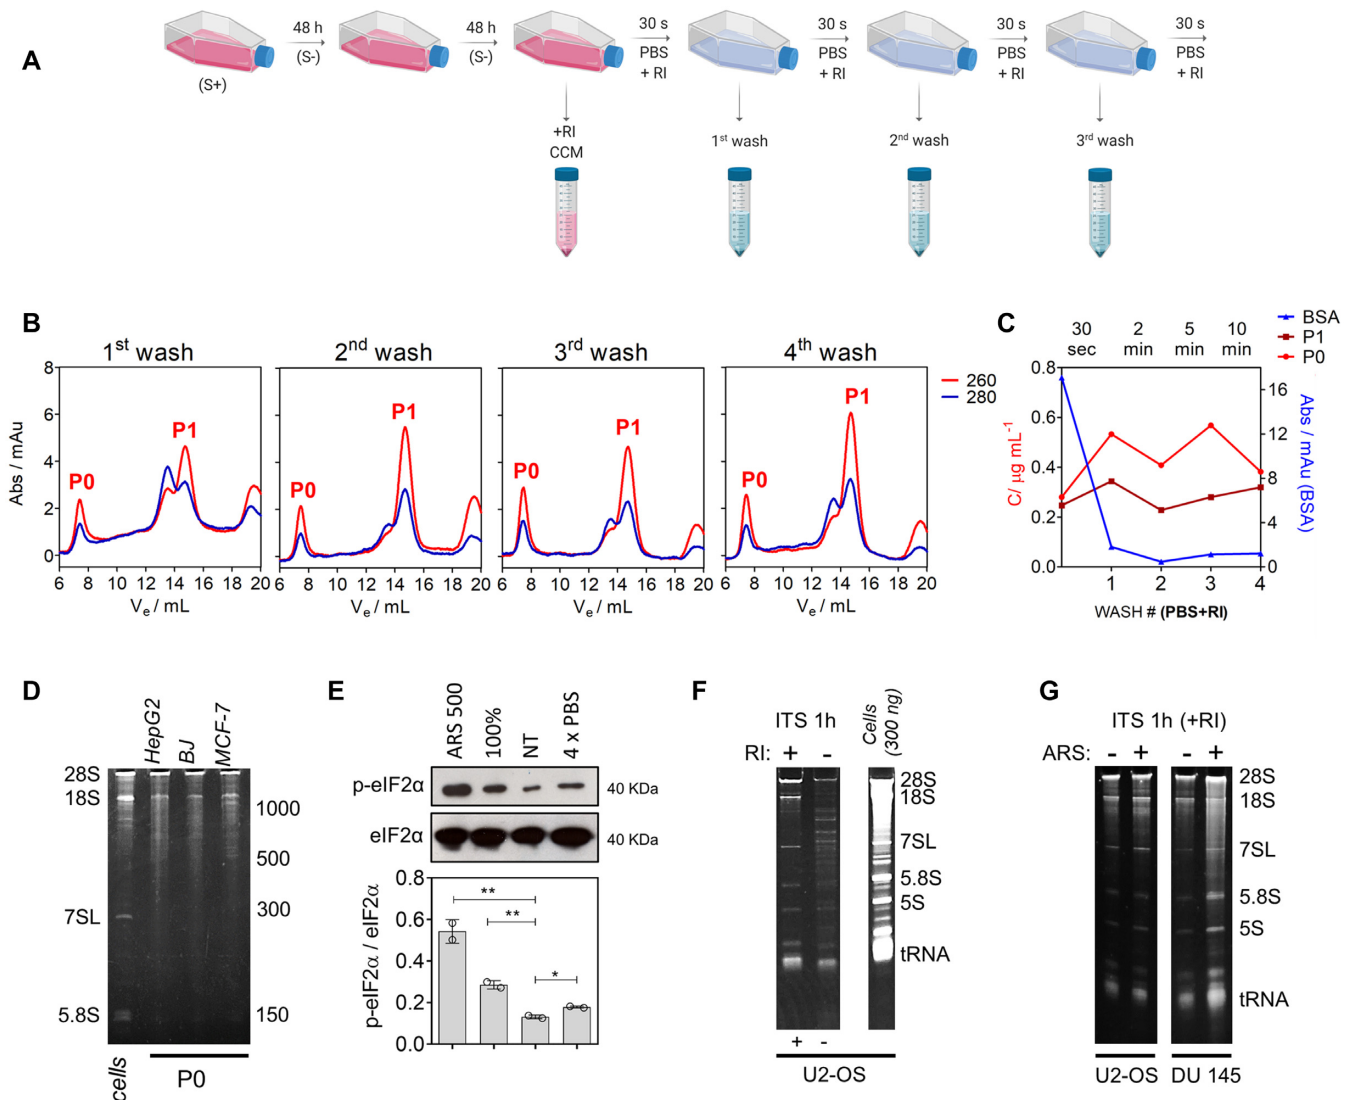 A
48 h
48 h
30 s
30 s
30 s
30 s
(S-)
(S-)
PBS
PBS
PBS
PBS
(S+)
+ RI
+ RI
+ RI
+ RI
+RI
CCM
1st wash
2nd wash
3rd wash
B
1st wash
2nd wash
3rd wash
4th wash
260
280
Abs / mAu
8
6
4
2
0
P0
P1
P0
P1
P0
P1
P0
P1
6 8 10 12 14 16 18 20
6 8 10 12 14 16 18 20
6 8 10 12 14 16 18 20
6 8 10 12 14 16 18 20
Ve / mL
Ve / mL
Ve / mL
Ve / mL
C
30 2 5 10
sec min min min
BSA
P1
P0
C/ µg mL-1
0.8
0.6
0.4
0.2
0.0
16
12
8
4
0
Abs / mAu (BSA)
1 2 3 4
WASH # (PBS+RI)
D
HepG2
BJ
MCF-7
28S
18S
7SL
5.8S
1000
500
300
150
cells
P0
E
ARS 500
100%
NT
4 x PBS
p-eIF2α
40 KDa
eIF2α
40 KDa
p-eIF2α / eIF2α
0.8
0.6
0.4
0.2
0.0
**
**
*
F
ITS 1h
RI: + -
Cells
(300 ng)
28S
18S
7SL
5.8S
5S
tRNA
+ -
U2-OS
G
ITS 1h (+RI)
ARS: - + - +
28S
18S
7SL
5.8S
5S
tRNA
U2-OS DU 145